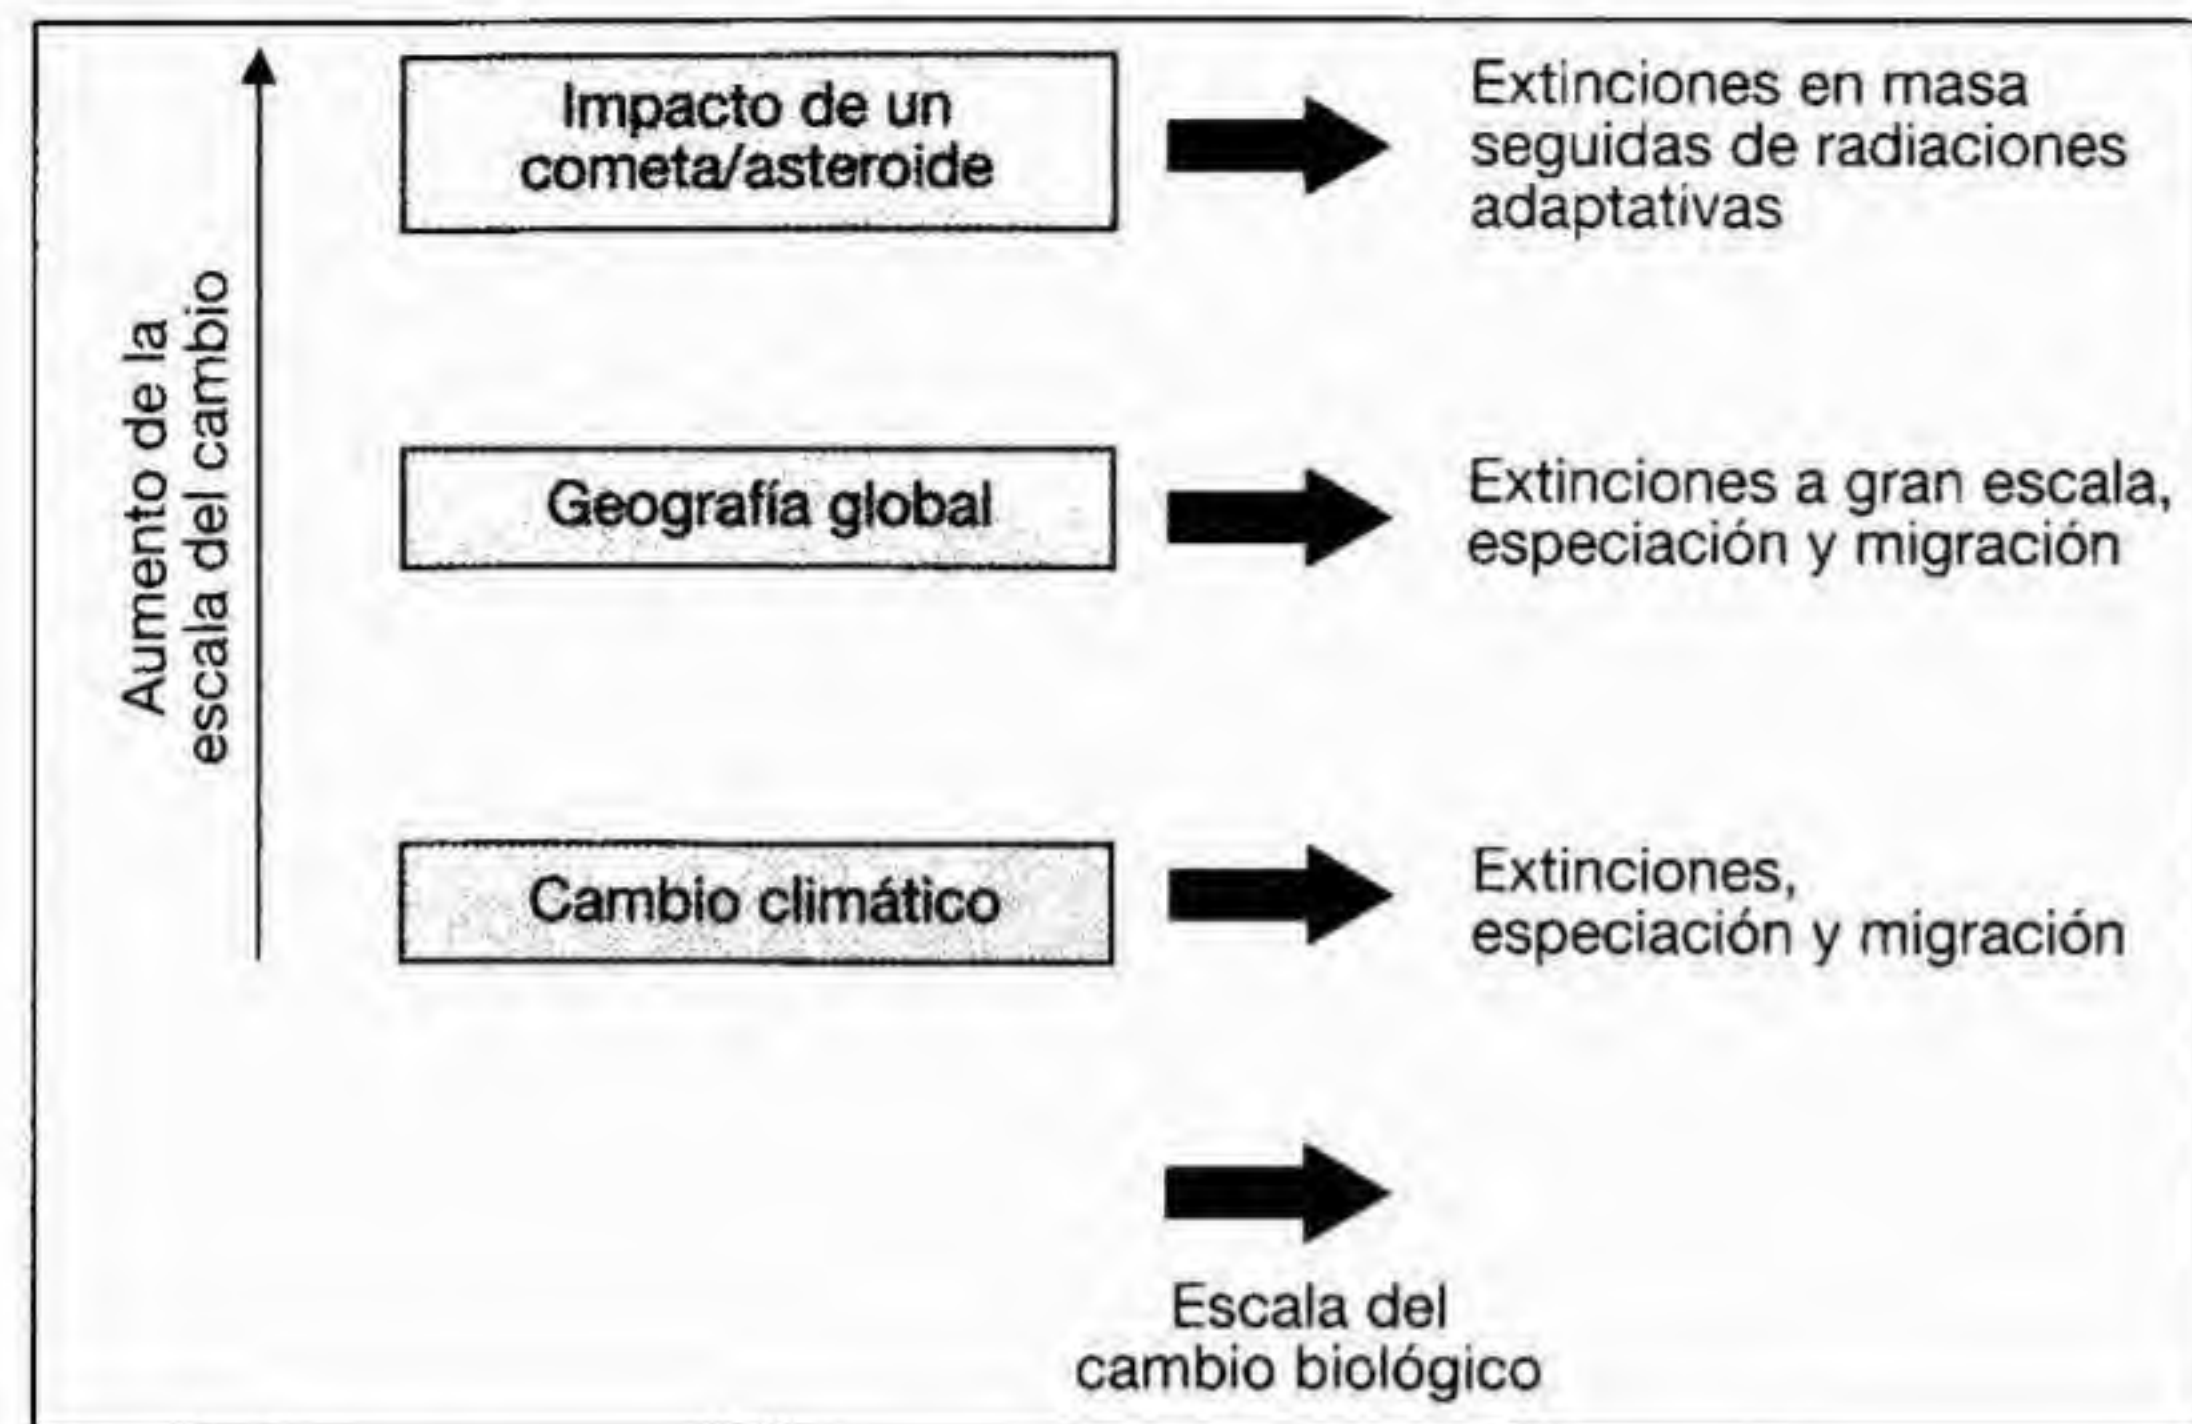 Aumento de la
escala del cambio
Impacto de un
cometa/asteroide
Extinciones en masa
seguidas de radiaciones
adaptativas
Geografía global
Extinciones a gran escala,
especiación y migración
Cambio climático
Extinciones,
especiación y migración
Escala del
cambio biológico